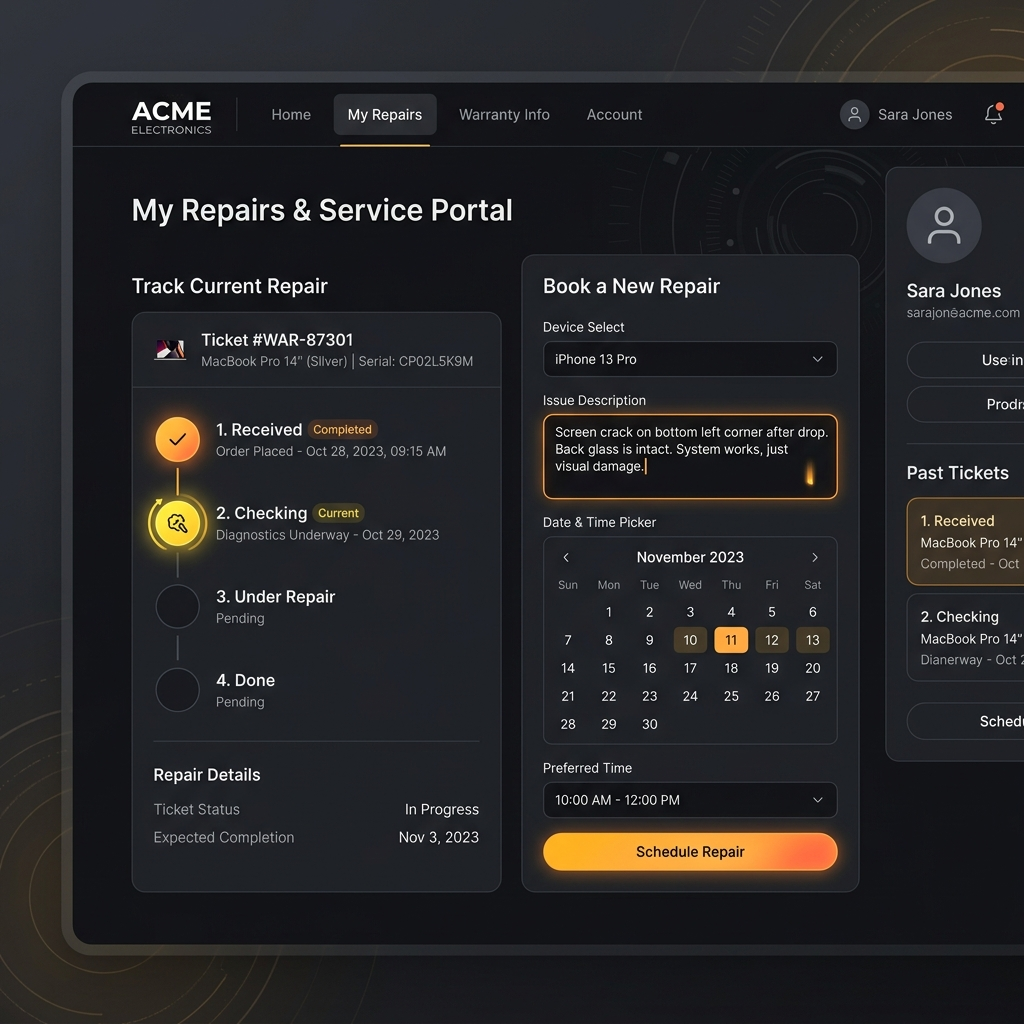 ACME
ELECTRONICS
Home
My Repairs
Warranty Info
Account
Sara Jones
My Repairs & Service Portal
Track Current Repair
Ticket #WAR-87301
MacBook Pro 14" (SIlver) | Serial: CP02L5K9M
1. Received Completed
Order Placed - Oct 28, 2023, 09:15 AM
2. Checking Current
Diagnostics Underway - Oct 29, 2023
3. Under Repair
Pending
4. Done
Pending
Repair Details
Ticket Status In Progress
Expected Completion Nov 3, 2023
Book a New Repair
Device Select
iPhone 13 Pro
Issue Description
Screen crack on bottom left corner after drop.
Back glass is intact. System works, just
visual damage.
Date & Time Picker
November 2023
Sun Mon Tue Wed Thu Fri Sat
1 2 3 4 5 6
7 8 9 10 11 12 13
14 15 16 17 18 19 20
21 22 23 24 25 26 27
28 29 30
Preferred Time
10:00 AM - 12:00 PM
Schedule Repair
Sara Jones
Past Tickets
1. Received
MacBook Pro 14"
Completed - Oct
2. Checking
MacBook Pro 14"
Dianerway - Oct 2
Schedu